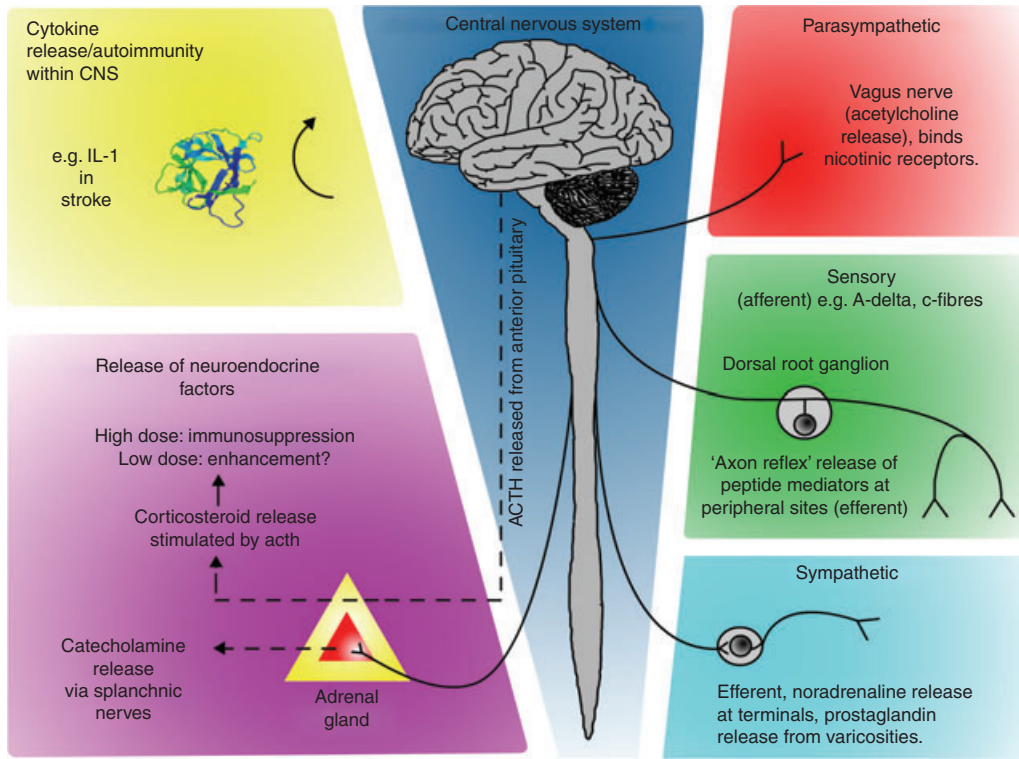 Cytokine
release/autoimmunity
within CNS
e.g. IL-1
in
stroke
Central nervous system
Parasympathetic
Vagus nerve
(acetylcholine
release), binds
nicotinic receptors.
Sensory
(afferent) e.g. A-delta, c-fibres
Dorsal root ganglion
‘Axon reflex’ release of
peptide mediators at
peripheral sites (efferent)
Release of neuroendocrine
factors
High dose: immunosuppression
Low dose: enhancement?
Corticosteroid release
stimulated by acth
Catecholamine
release
via splanchnic
nerves
Adrenal
gland
ACTH released from anterior pituitary
Sympathetic
Efferent, noradrenaline release
at terminals, prostaglandin
release from varicosities.